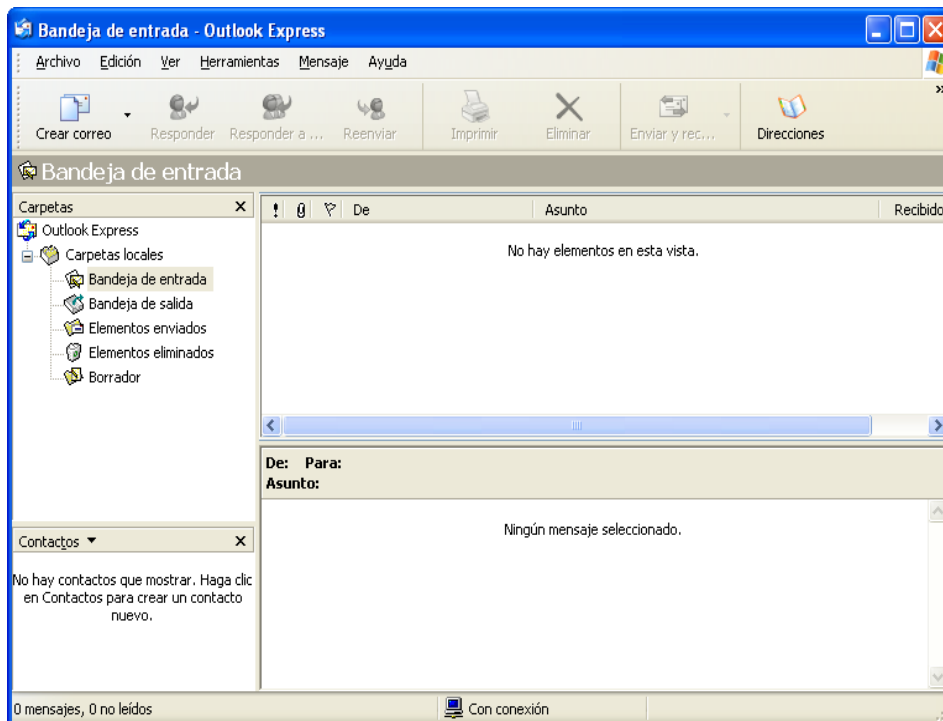 Bandeja de entrada - Outlook Express
Archivo Edición Ver Herramientas Mensaje Ayuda
Crear correo Responder Responder a ... Reenviar Imprimir Eliminar Enviar y rec... Direcciones
Bandeja de entrada
Carpetas
Outlook Express
Carpetas locales
Bandeja de entrada
Bandeja de salida
Elementos enviados
Elementos eliminados
Borrador
De Asunto Recibido
No hay elementos en esta vista.
De: Para:
Asunto:
Ningún mensaje seleccionado.
Contactos
No hay contactos que mostrar. Haga clic
en Contactos para crear un contacto
nuevo.
0 mensajes, 0 no leídos Con conexión